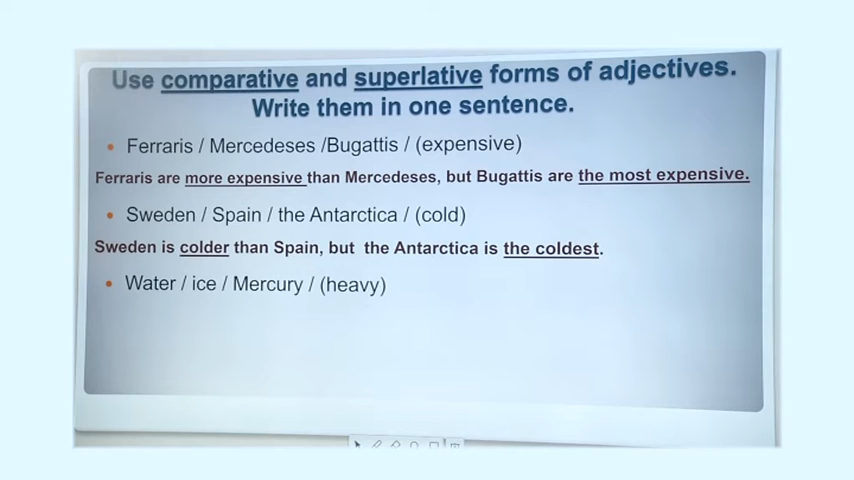 Use comparative and superlative forms of adjectives.
Write them in one sentence.
• Ferraris / Mercedeses /Bugattis / (expensive)
Ferraris are more expensive than Mercedeses, but Bugattis are the most expensive.
• Sweden / Spain / the Antarctica / (cold)
Sweden is colder than Spain, but the Antarctica is the coldest.
• Water / ice / Mercury / (heavy)